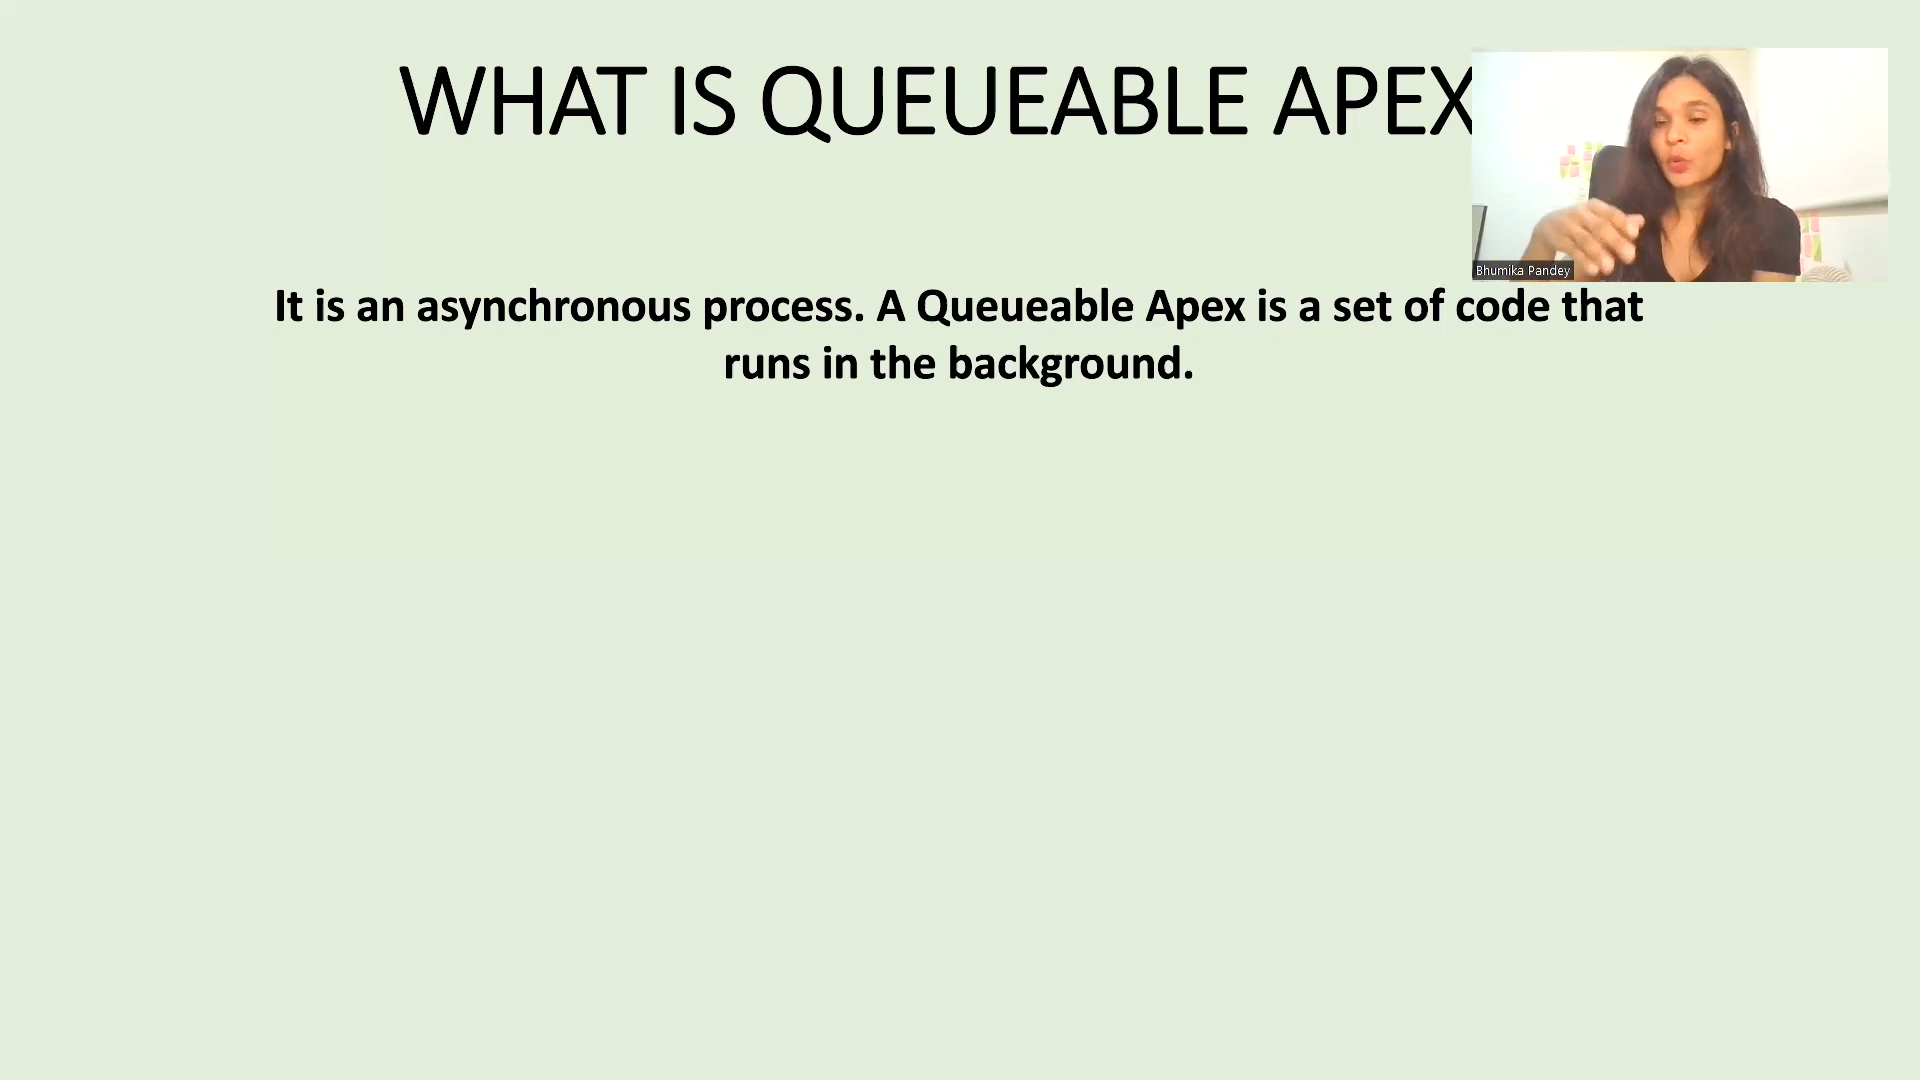 WHAT IS QUEUEABLE APEX
Bhumika Pandey
It is an asynchronous process. A Queueable Apex is a set of code that
runs in the background.